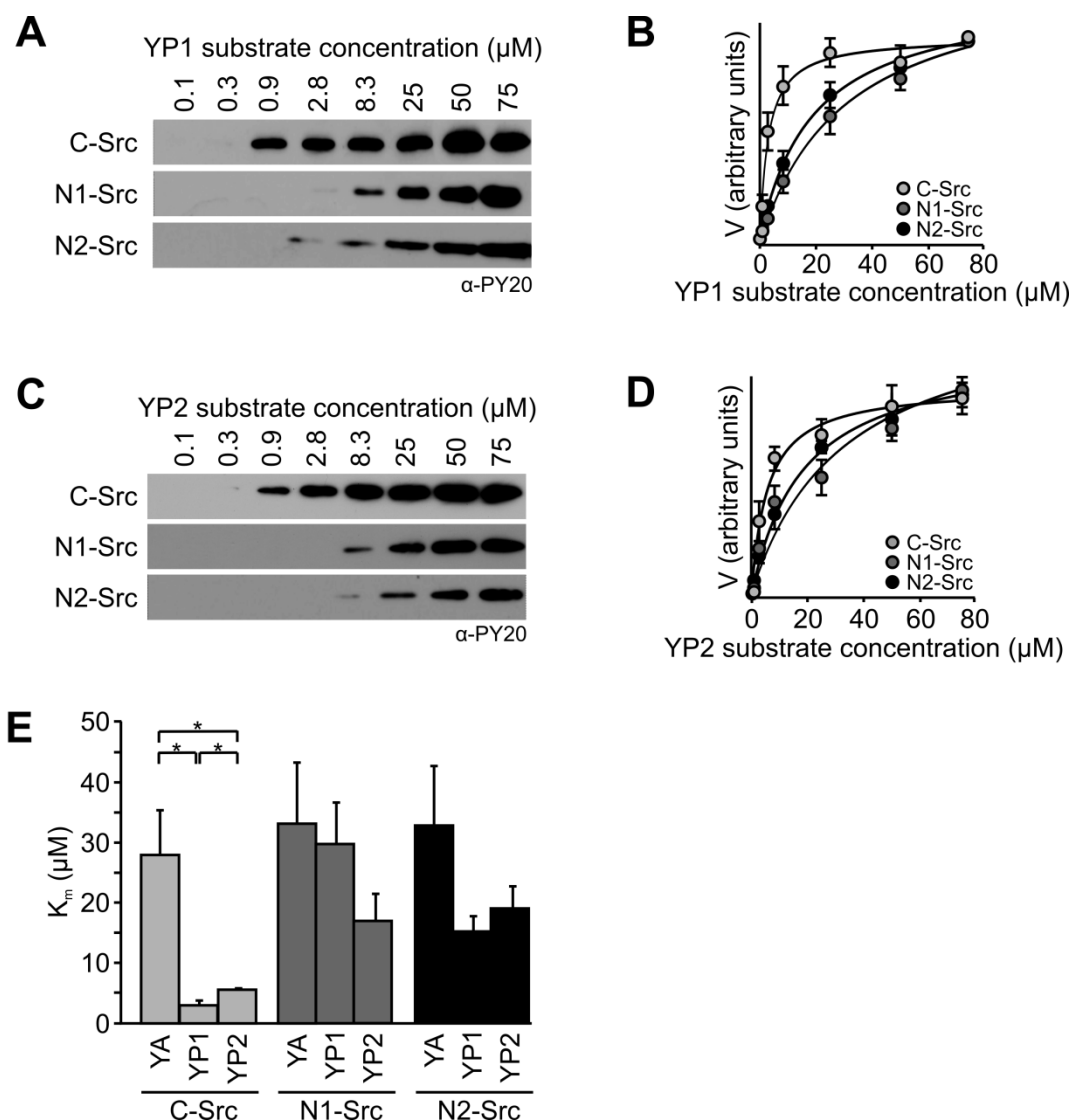 A
YP1 substrate concentration (µM)
0.1 0.3 0.9 2.8 8.3 25 50 75
C-Src
N1-Src
N2-Src
α-PY20
B
V (arbitrary units)
C-Src
N1-Src
N2-Src
0 20 40 60 80
YP1 substrate concentration (µM)
C
YP2 substrate concentration (µM)
0.1 0.3 0.9 2.8 8.3 25 50 75
C-Src
N1-Src
N2-Src
α-PY20
D
V (arbitrary units)
C-Src
N1-Src
N2-Src
0 20 40 60 80
YP2 substrate concentration (µM)
E
Km (µM)
50
40
30
20
10
0
* * *
YA YP1 YP2 YA YP1 YP2 YA YP1 YP2
C-Src N1-Src N2-Src